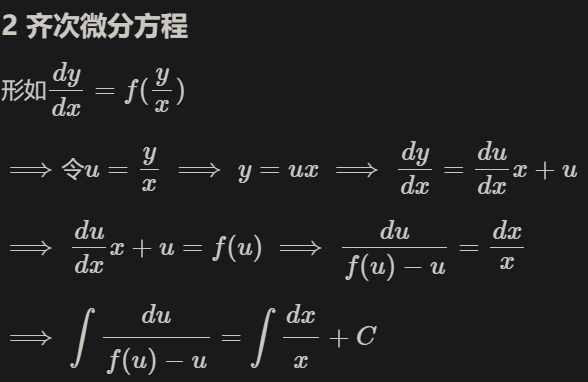 2 齐次微分方程
形如 \frac{dy}{dx} = f(\frac{y}{x})
\Longrightarrow 令 u = \frac{y}{x} \Longrightarrow y = ux \Longrightarrow \frac{dy}{dx} = \frac{du}{dx}x + u
\Longrightarrow \frac{du}{dx}x + u = f(u) \Longrightarrow \frac{du}{f(u) - u} = \frac{dx}{x}
\Longrightarrow \int \frac{du}{f(u) - u} = \int \frac{dx}{x} + C